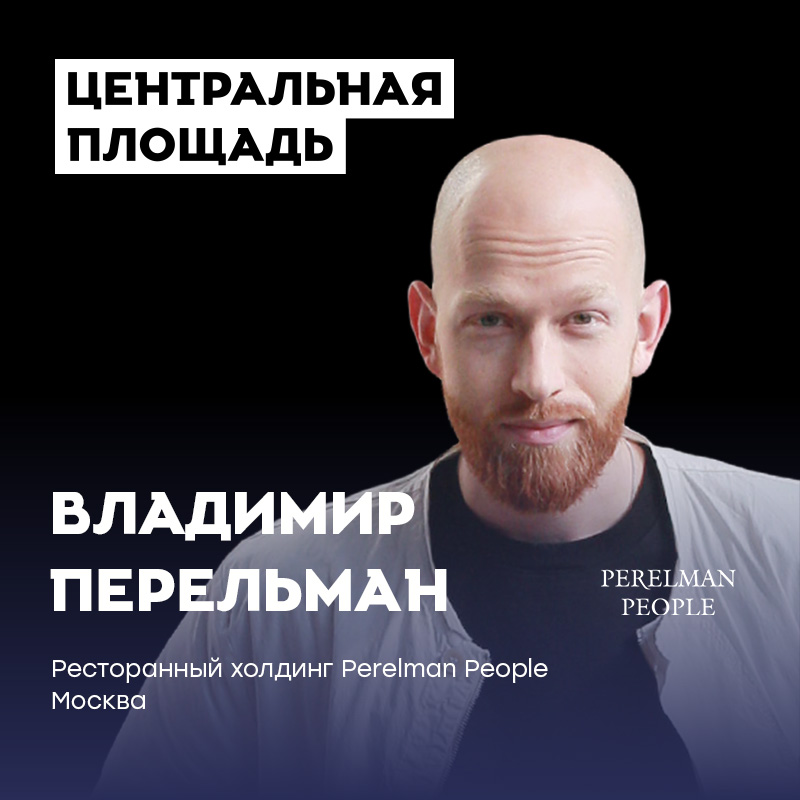 ЦЕНТРАЛЬНАЯ
ПЛОЩАДЬ
ВЛАДИМИР
ПЕРЕЛЬМАН
PERELMAN
PEOPLE
Ресторанный холдинг Perelman People
Москва